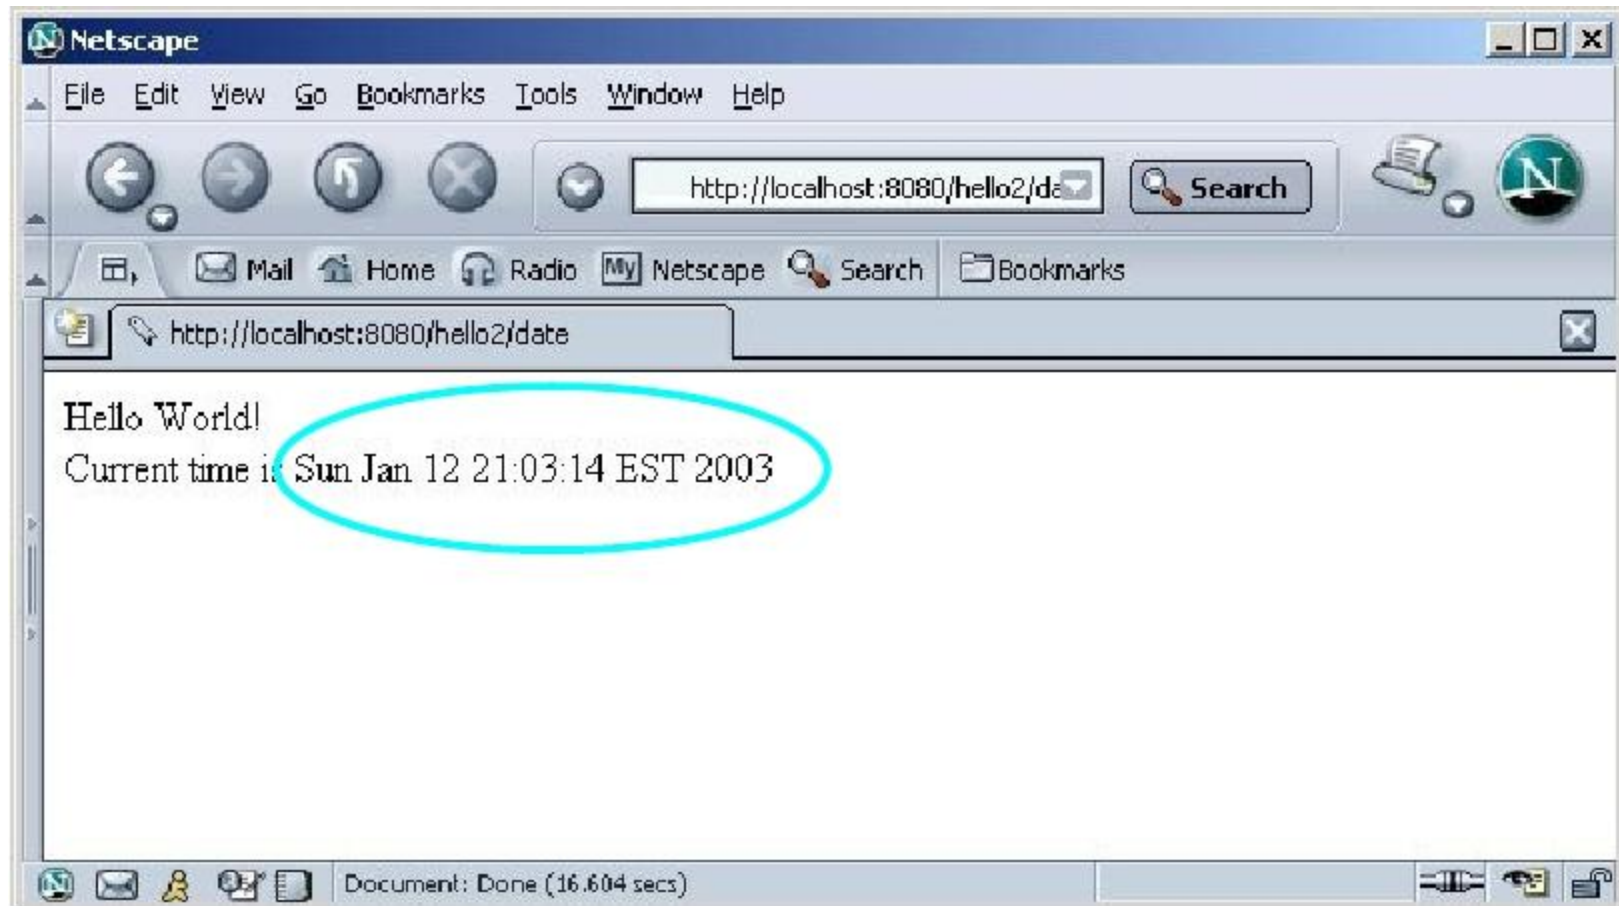 Netscape
File Edit View Go Bookmarks Tools Window Help
http://localhost:8080/hello2/da Search N
Mail Home Radio My Netscape Search Bookmarks
http://localhost:8080/hello2/date
Hello World!
Current time is Sun Jan 12 21:03:14 EST 2003
Document: Done (16.604 secs)